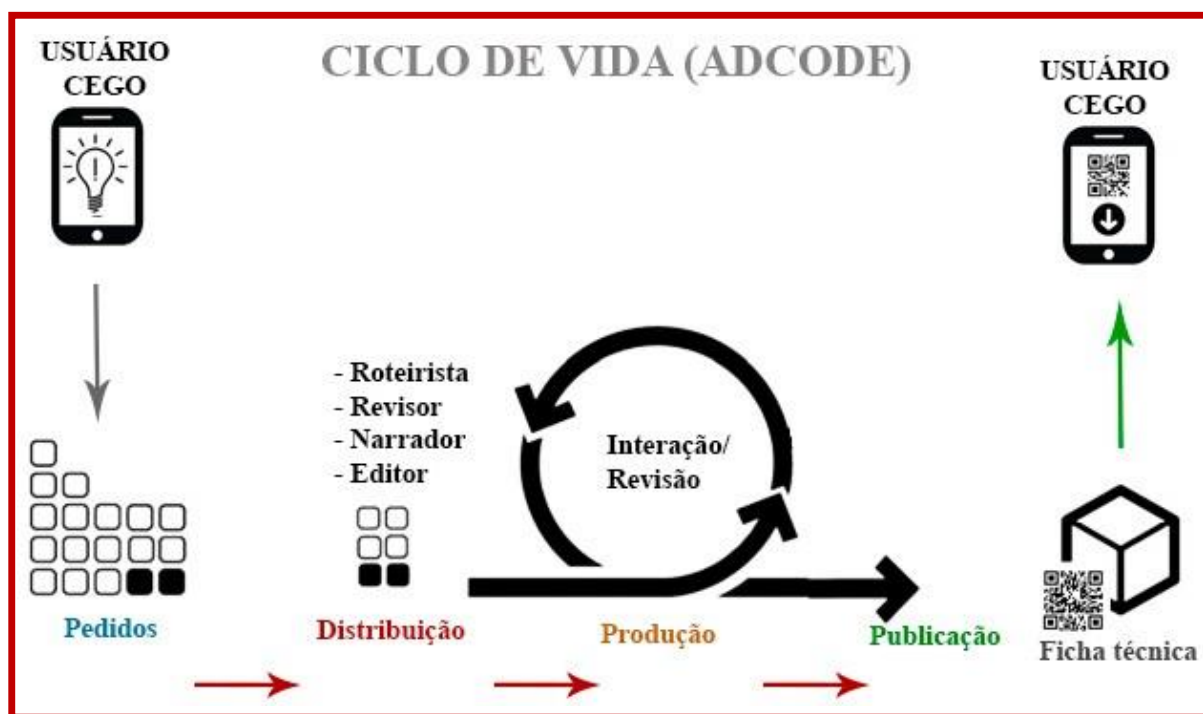 USUÁRIO
CEGO
CICLO DE VIDA (ADCODE)
USUÁRIO
CEGO
- Roteirista
- Revisor
- Narrador
- Editor
Interação/
Revisão
Pedidos
Distribuição
Produção
Publicação
Ficha técnica